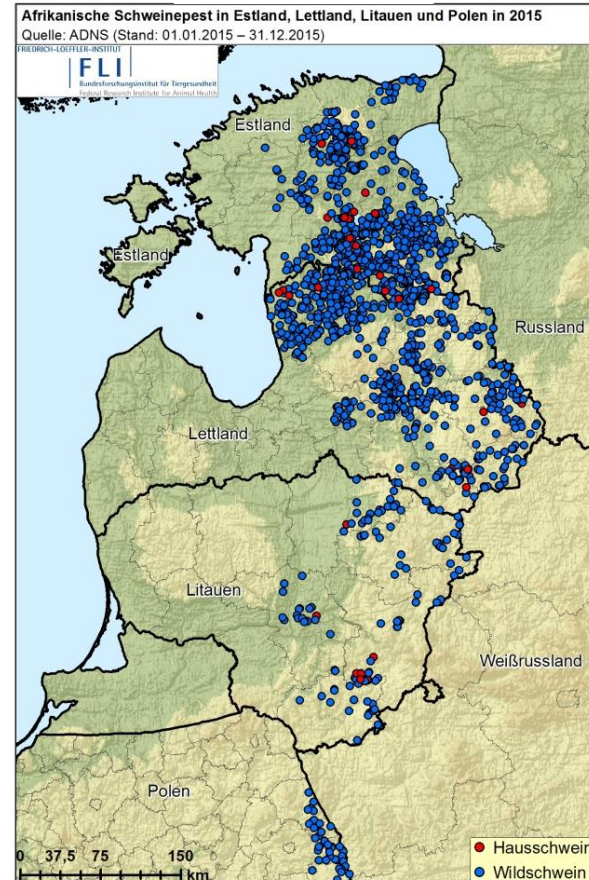 Afrikanische Schweinepest in Estland, Lettland, Litauen und Polen in 2015
Quelle: ADNS (Stand: 01.01.2015 – 31.12.2015)
FRIEDRICH-LOEFFLER-INSTITUT
FLI
Bundesforschungsinstitut für Tiergesundheit
Federal Research Institute for Animal Health
Estland
Estland
Russland
Lettland
Litauen
Weißrussland
Polen
0 37,5 75 150
km
Hausschwein
Wildschwein